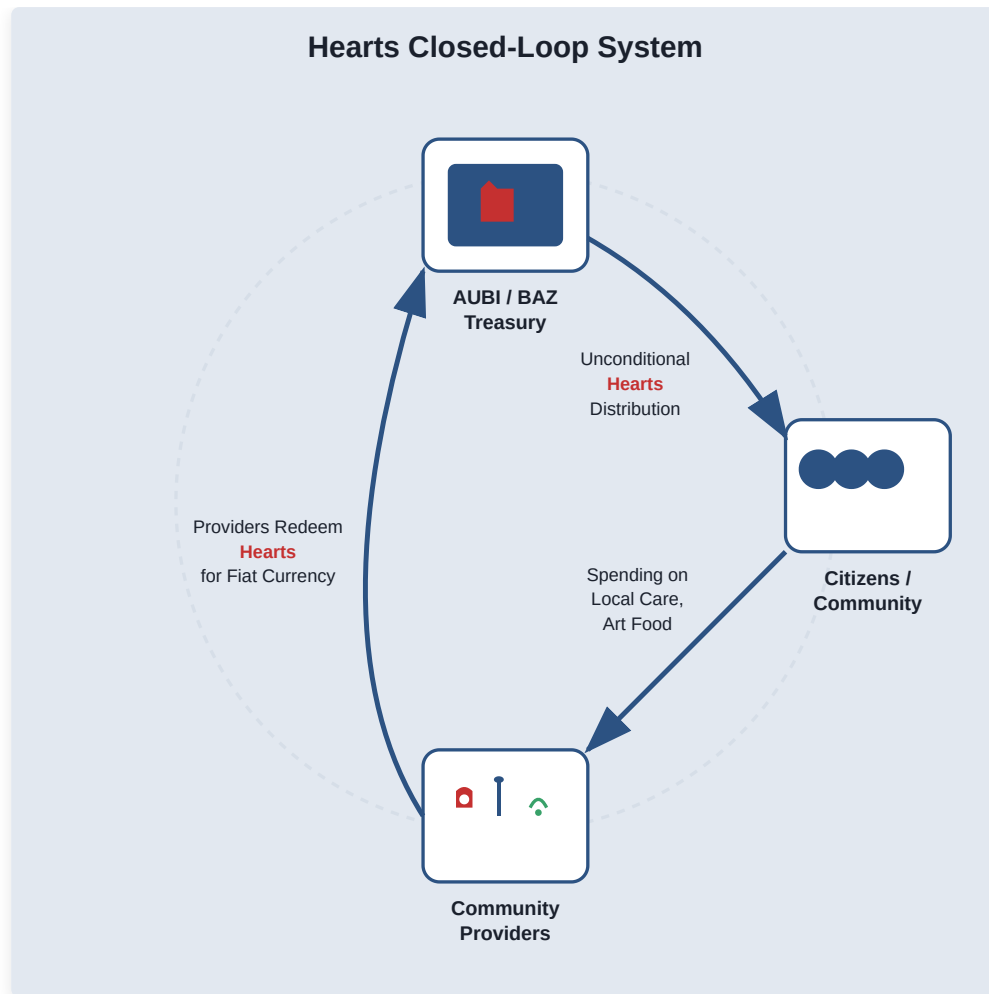 Hearts Closed-Loop System
AUBI / BAZ
Treasury
Unconditional
Hearts
Distribution
Citizens /
Community
Spending on
Local Care,
Art Food
Providers Redeem
Hearts
for Fiat Currency
Community
Providers